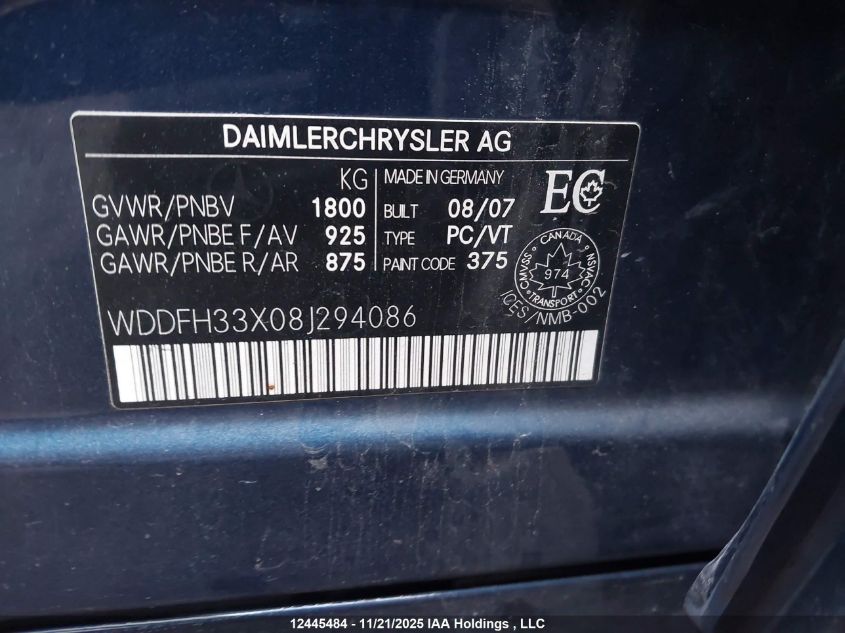 DAIMLERCHRYSLER AG
KG
GVWR/PNBV 1800
GAWR/PNBE F/AV 925
GAWR/PNBE R/AR 875
MADE IN GERMANY
BUILT 08/07
TYPE PC/VT
PAINT CODE 375
EC
CANADA
CMVSS 974 NSVAC
TRANSPORT
ICES/NMB-002
WDDFH33X08J294086
12445484 - 11/21/2025 IAA Holdings , LLC